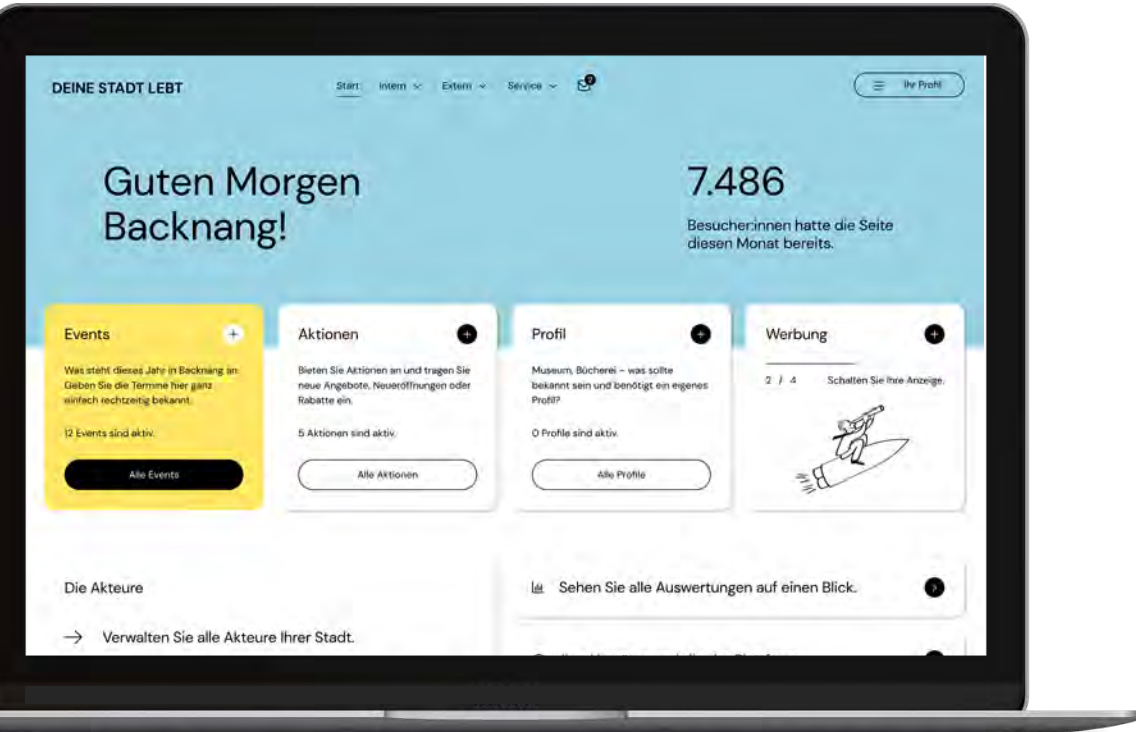 DEINE STADT LEBT
Start Intern Extern Service
Ihr Profil
Guten Morgen
Backnang!
7.486
Besucher:innen hatte die Seite
diesen Monat bereits.
Events
Was steht dieses Jahr in Backnang an.
Geben Sie die Termine hier ganz
einfach rechtzeitig bekannt.
12 Events sind aktiv.
Alle Events
Aktionen
Bieten Sie Aktionen an und tragen Sie
neue Angebote, Neueröffnungen oder
Rabatte ein.
5 Aktionen sind aktiv.
Alle Aktionen
Profil
Museum, Bücherei – was sollte
bekannt sein und benötigt ein eigenes
Profil?
0 Profile sind aktiv.
Alle Profile
Werbung
2 / 4 Schalten Sie Ihre Anzeige.
Die Akteure
Verwalten Sie alle Akteure Ihrer Stadt.
Sehen Sie alle Auswertungen auf einen Blick.